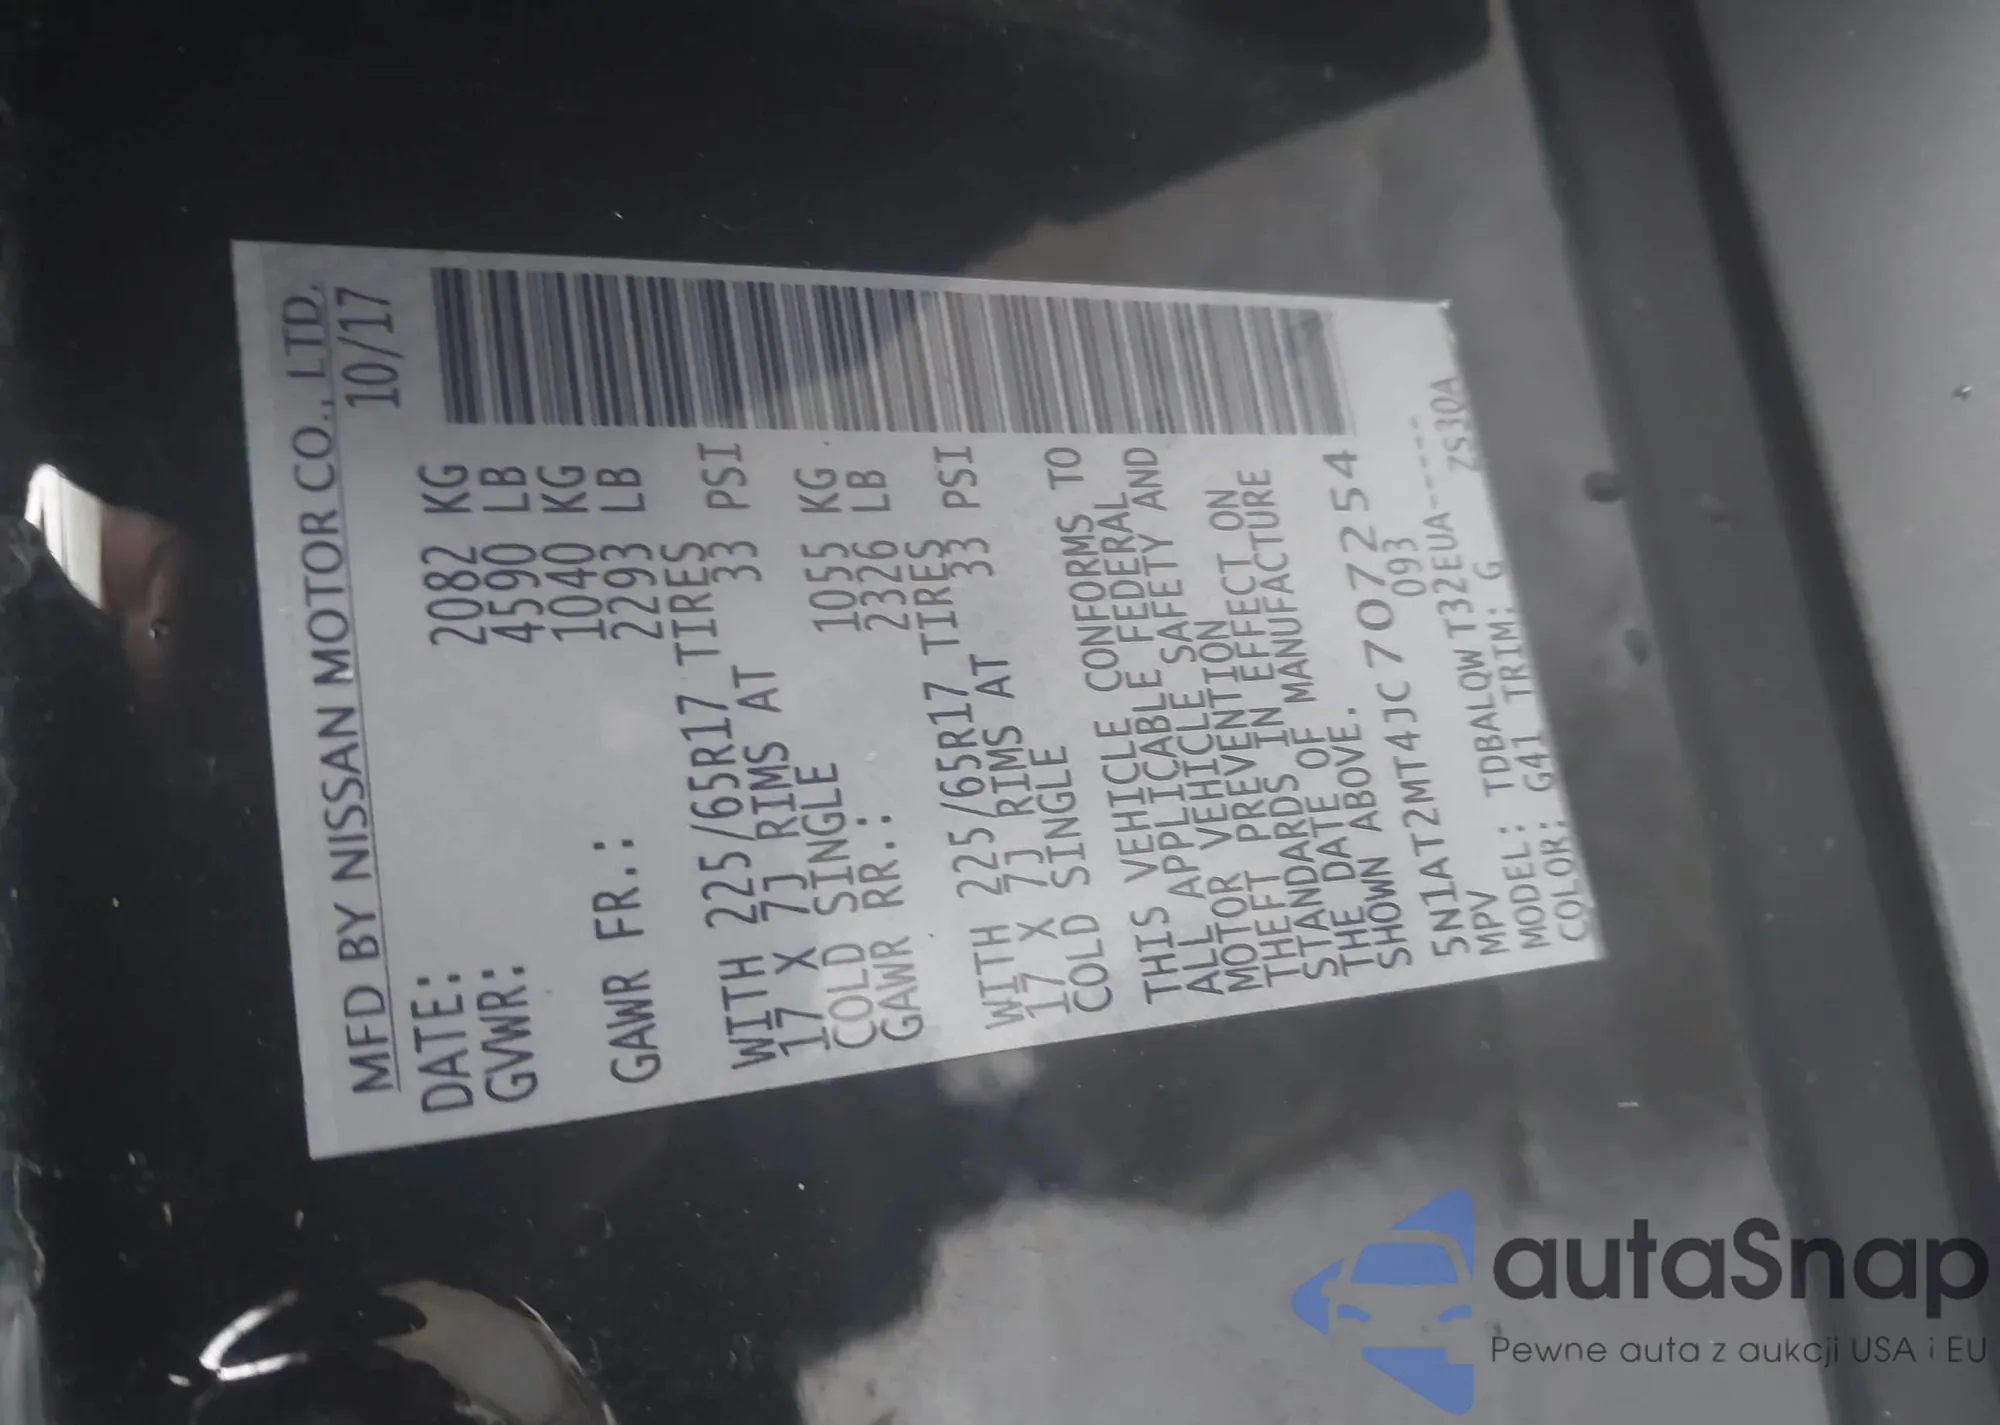 MFD BY NISSAN MOTOR CO., LTD.
DATE: 10/17
GVWR: 2082 KG
4590 LB
GAWR FR.: 1040 KG
2293 LB
WITH 225/65R17 TIRES
17 X 7J RIMS AT 33 PSI
COLD SINGLE
GAWR RR.: 1055 KG
2326 LB
WITH 225/65R17 TIRES
17 X 7J RIMS AT 33 PSI
COLD SINGLE
THIS VEHICLE CONFORMS TO
ALL APPLICABLE FEDERAL
MOTOR VEHICLE SAFETY AND
THEFT PREVENTION
STANDARDS IN EFFECT ON
THE DATE OF MANUFACTURE
SHOWN ABOVE.
5N1AT2MT4JC707254
MPV 093
MODEL: TDBALQWT32EUA-----
COLOR: G41 TRIM: G ZS30A
autaSnap
Pewne auta z aukcji USA i EU